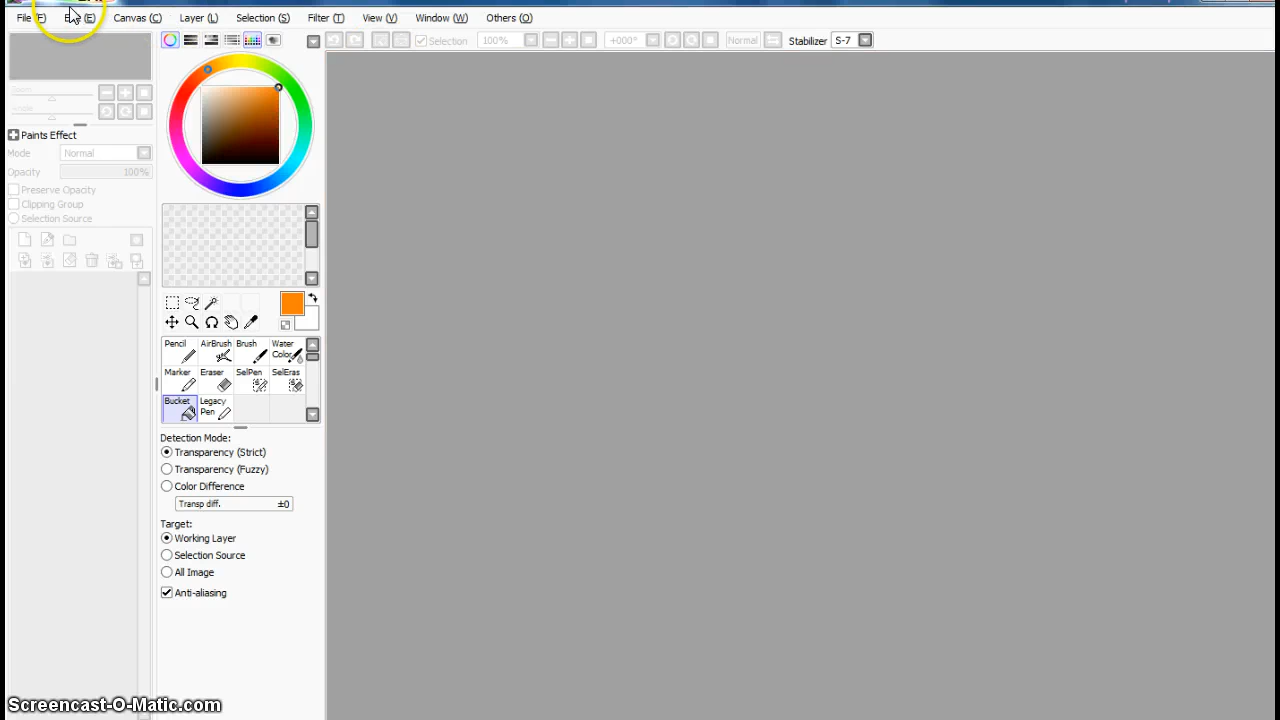 File (F) (E) Canvas (C) Layer (L) Selection (S) Filter (T) View (V) Window (W) Others (O)
Selection 100% +000° Normal Stabilizer S-7
Zoom
Angle
Paints Effect
Mode Normal
Opacity 100%
Preserve Opacity
Clipping Group
Selection Source
Pencil AirBrush Brush Water Color
Marker Eraser SelPen SelEras
Bucket Legacy Pen
Detection Mode:
Transparency (Strict)
Transparency (Fuzzy)
Color Difference
Transp diff. ±0
Target:
Working Layer
Selection Source
All Image
Anti-aliasing
Screencast-O-Matic.com